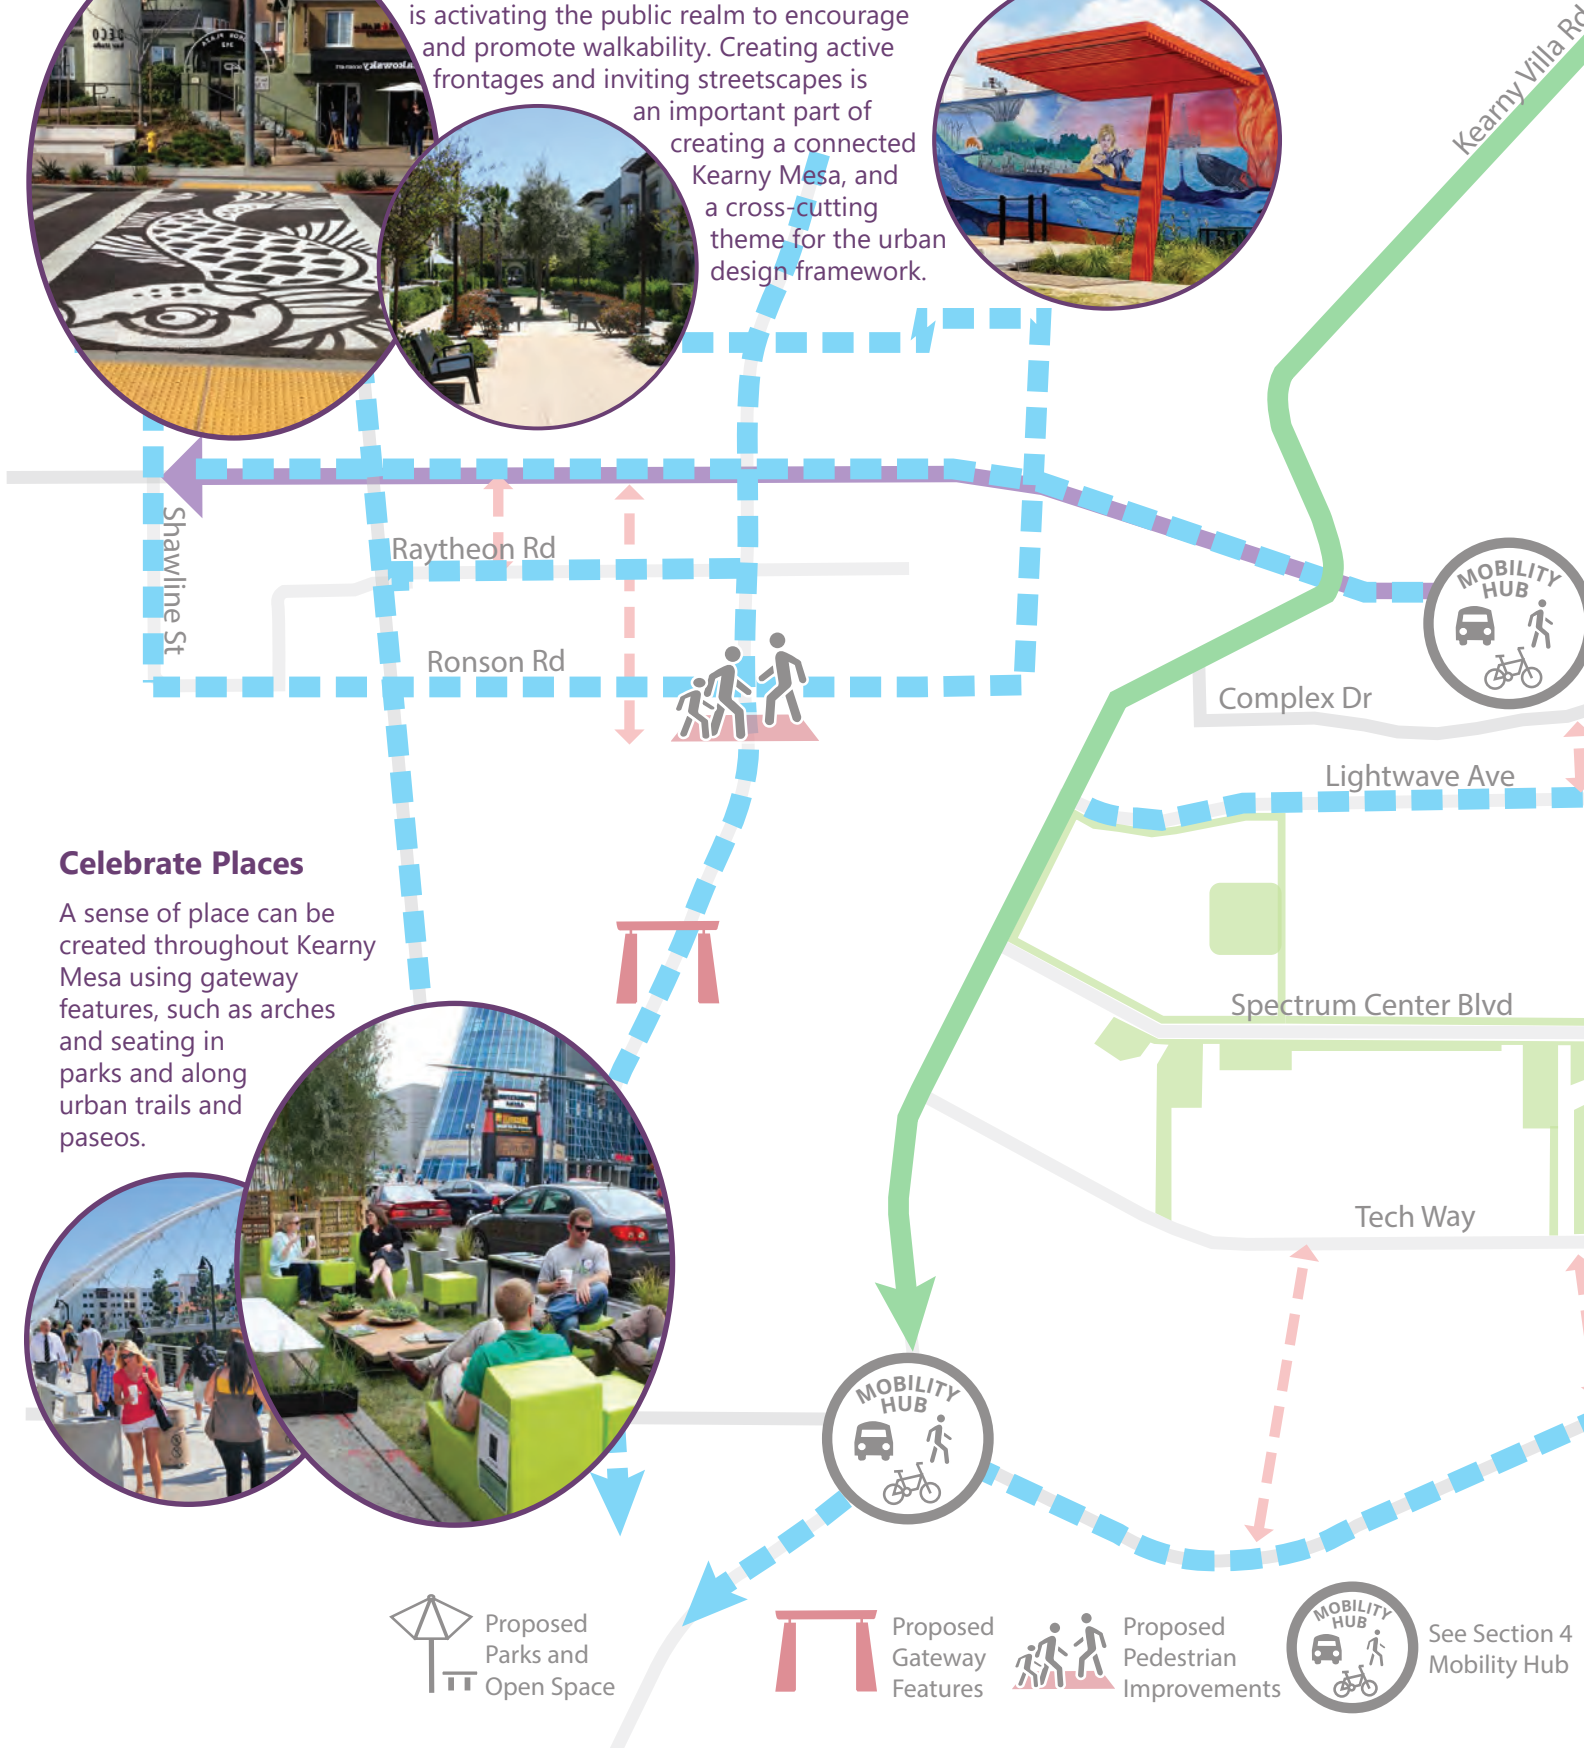 is activating the public realm to encourage
and promote walkability. Creating active
frontages and inviting streetscapes is
an important part of
creating a connected
Kearny Mesa, and
a cross-cutting
theme for the urban
design framework.
Kearny Villa Rd
Shawline St
Raytheon Rd
Ronson Rd
MOBILITY
HUB
Complex Dr
Lightwave Ave
Celebrate Places
A sense of place can be
created throughout Kearny
Mesa using gateway
features, such as arches
and seating in
parks and along
urban trails and
paseos.
Spectrum Center Blvd
Tech Way
MOBILITY
HUB
Proposed
Parks and
Open Space
Proposed
Gateway
Features
Proposed
Pedestrian
Improvements
MOBILITY
HUB
See Section 4
Mobility Hub